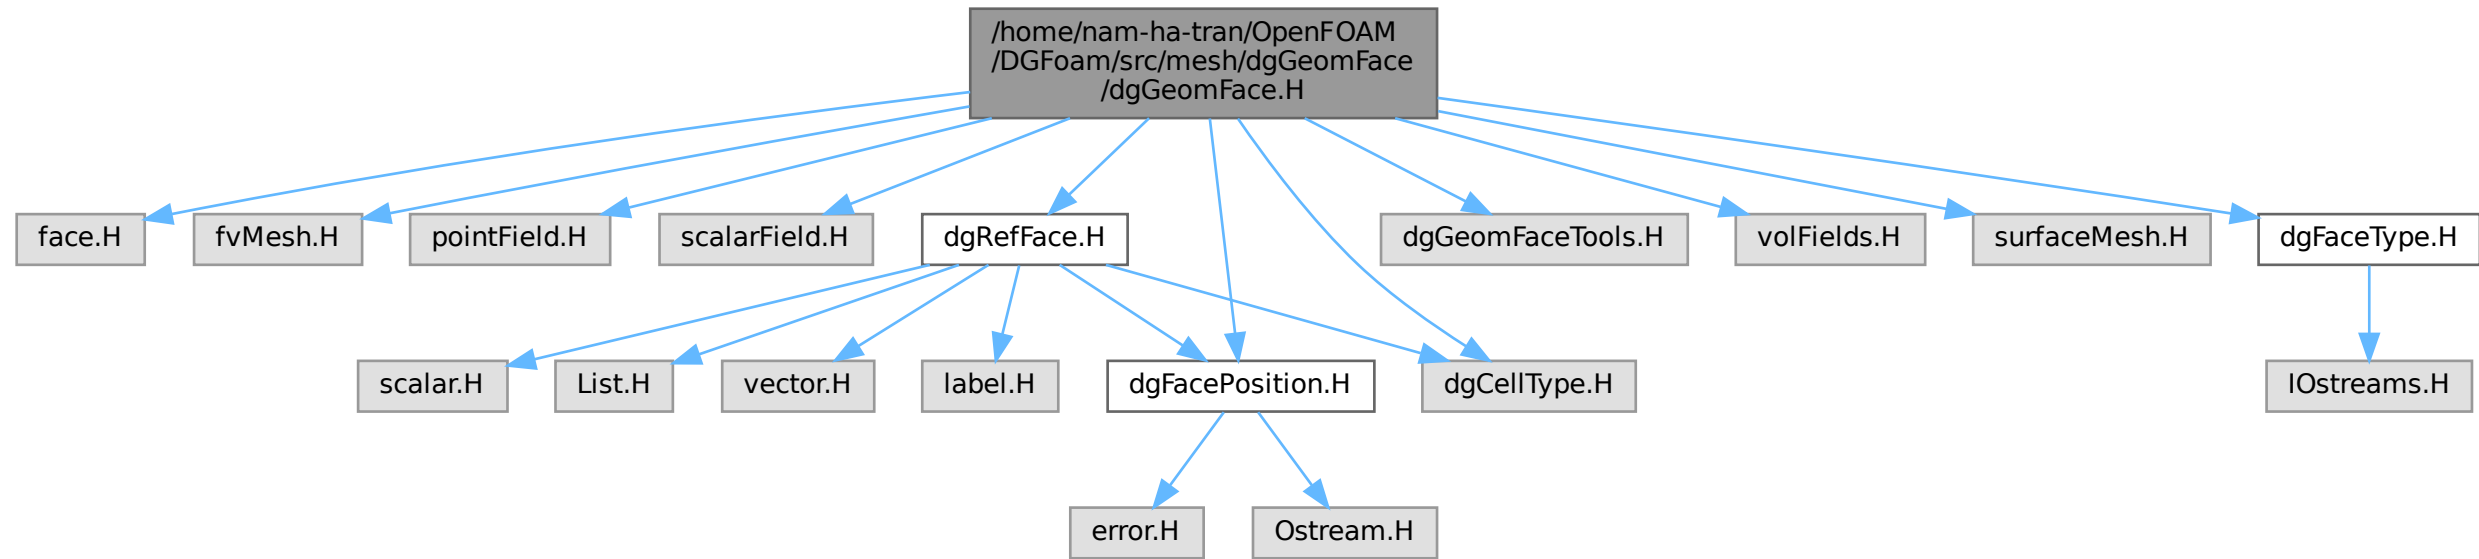 /home/nam-ha-tran/OpenFOAM
/DGFoam/src/mesh/dgGeomFace
/dgGeomFace.H
face.H
fvMesh.H
pointField.H
scalarField.H
dgRefFace.H
dgGeomFaceTools.H
volFields.H
surfaceMesh.H
dgFaceType.H
scalar.H
List.H
vector.H
label.H
dgFacePosition.H
dgCellType.H
IOstreams.H
error.H
Ostream.H